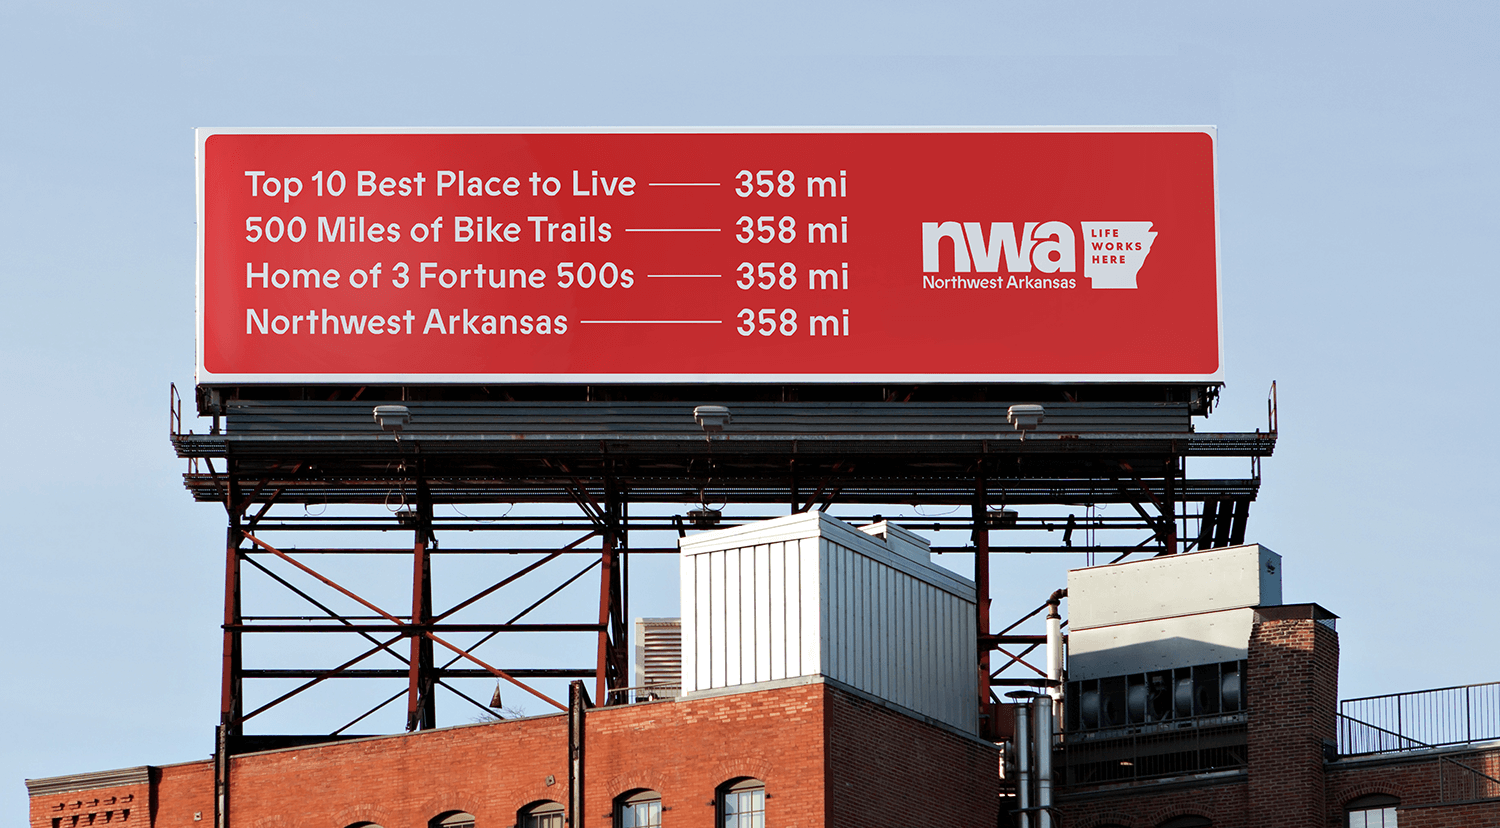 Top 10 Best Place to Live — 358 mi
500 Miles of Bike Trails — 358 mi
Home of 3 Fortune 500s — 358 mi
Northwest Arkansas — 358 mi
nwa
Northwest Arkansas
LIFE
WORKS
HERE